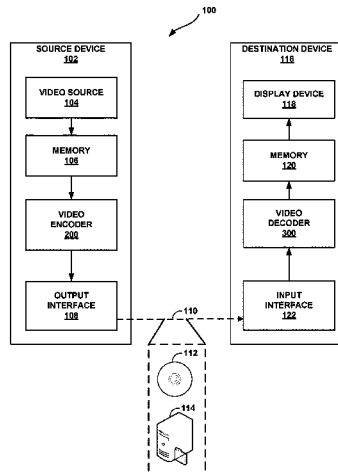 100
SOURCE DEVICE
102
VIDEO SOURCE
104
MEMORY
106
VIDEO
ENCODER
200
OUTPUT
INTERFACE
108
DESTINATION DEVICE
116
DISPLAY DEVICE
118
MEMORY
120
VIDEO
DECODER
300
INPUT
INTERFACE
122
110
112
114